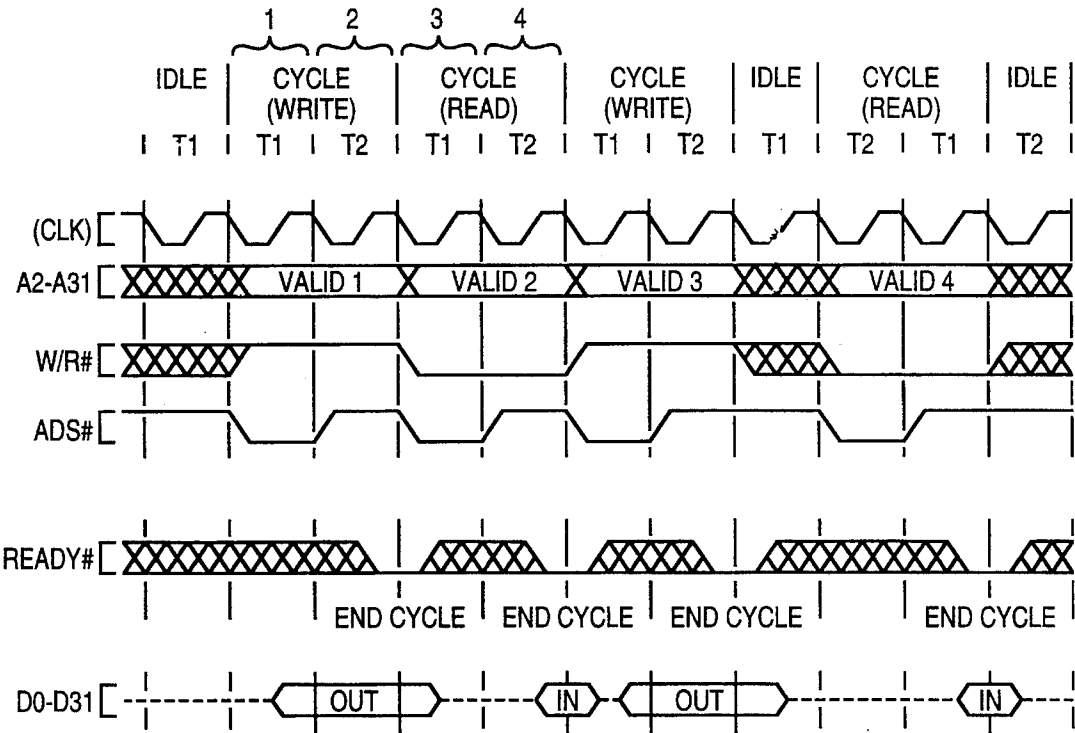 1 2 3 4
IDLE CYCLE CYCLE CYCLE IDLE CYCLE IDLE
(WRITE) (READ) (WRITE) (READ)
T1 T1 T2 T1 T2 T1 T2 T1 T2 T1 T2
(CLK)
A2-A31 VALID 1 VALID 2 VALID 3 VALID 4
W/R#
ADS#
READY#
END CYCLE END CYCLE END CYCLE END CYCLE
D0-D31 OUT IN OUT IN